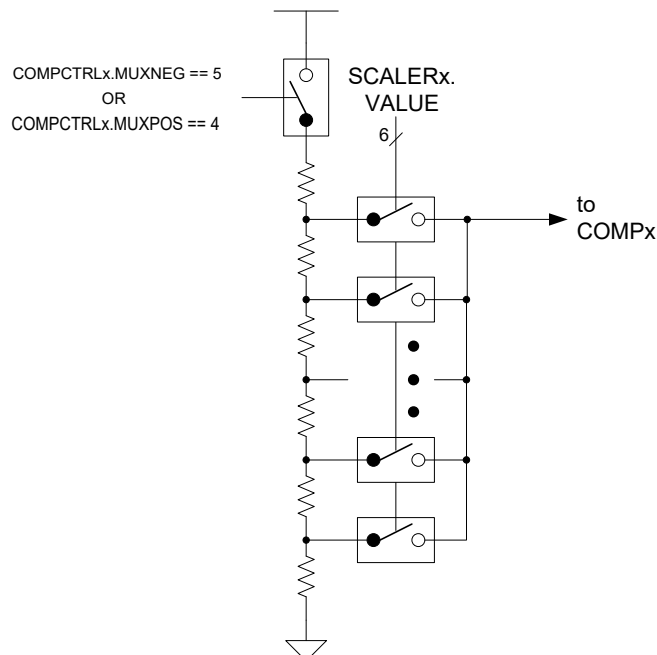 COMPCTRLx.MUXNEG == 5
OR
COMPCTRLx.MUXPOS == 4
SCALERx.
VALUE
6
to
COMPx